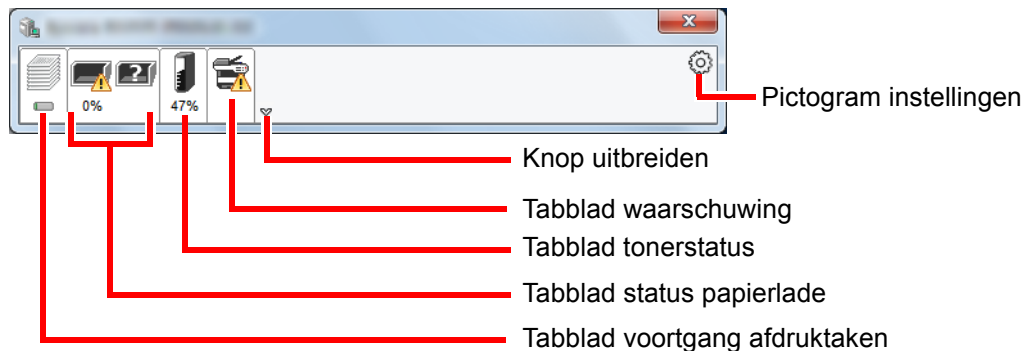 0%
47%
Pictogram instellingen
Knop uitbreiden
Tabblad waarschuwing
Tabblad tonerstatus
Tabblad status papierlade
Tabblad voortgang afdruktaken